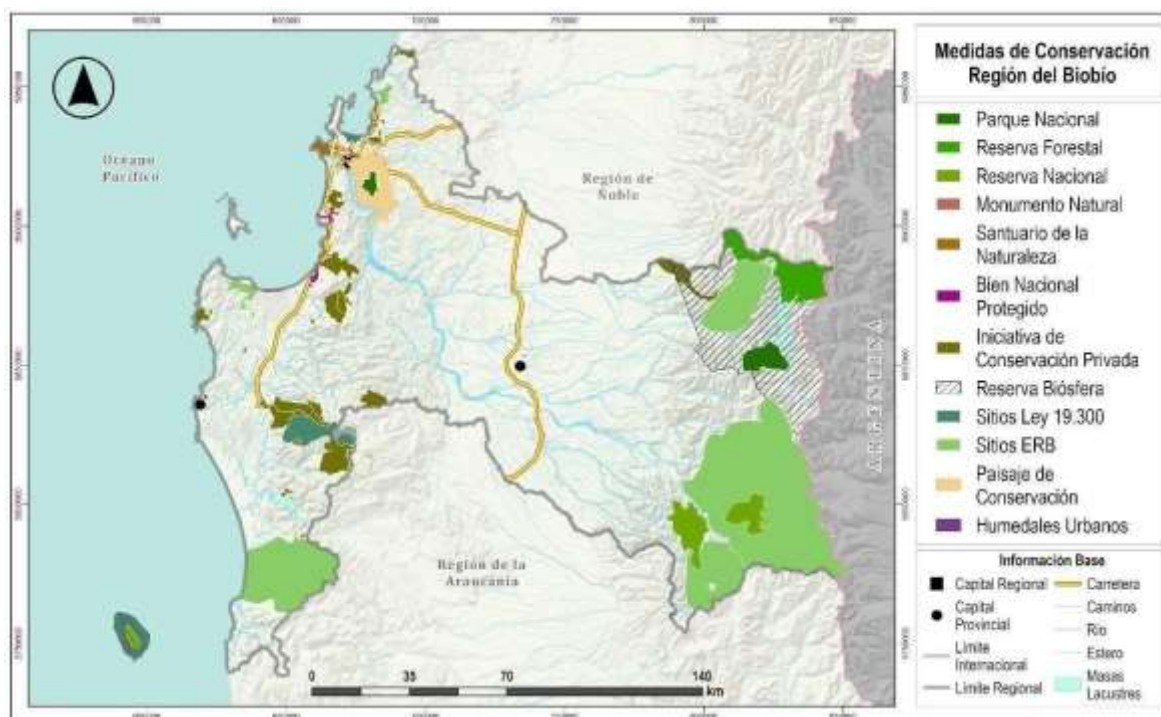 Océano
Pacífico
Región de
Ñuble
Región de la
Araucanía
ARGENTINA
0 35 70 140
km
Medidas de Conservación
Región del Biobío
Parque Nacional
Reserva Forestal
Reserva Nacional
Monumento Natural
Santuario de la
Naturaleza
Bien Nacional
Protegido
Iniciativa de
Conservación Privada
Reserva Biósfera
Sitios Ley 19.300
Sitios ERB
Paisaje de
Conservación
Humedales Urbanos
Información Base
Capital Regional
Carretera
Capital
Provincial
Caminos
Río
Límite
Internacional
Estero
Límite Regional
Masas
Lacustres